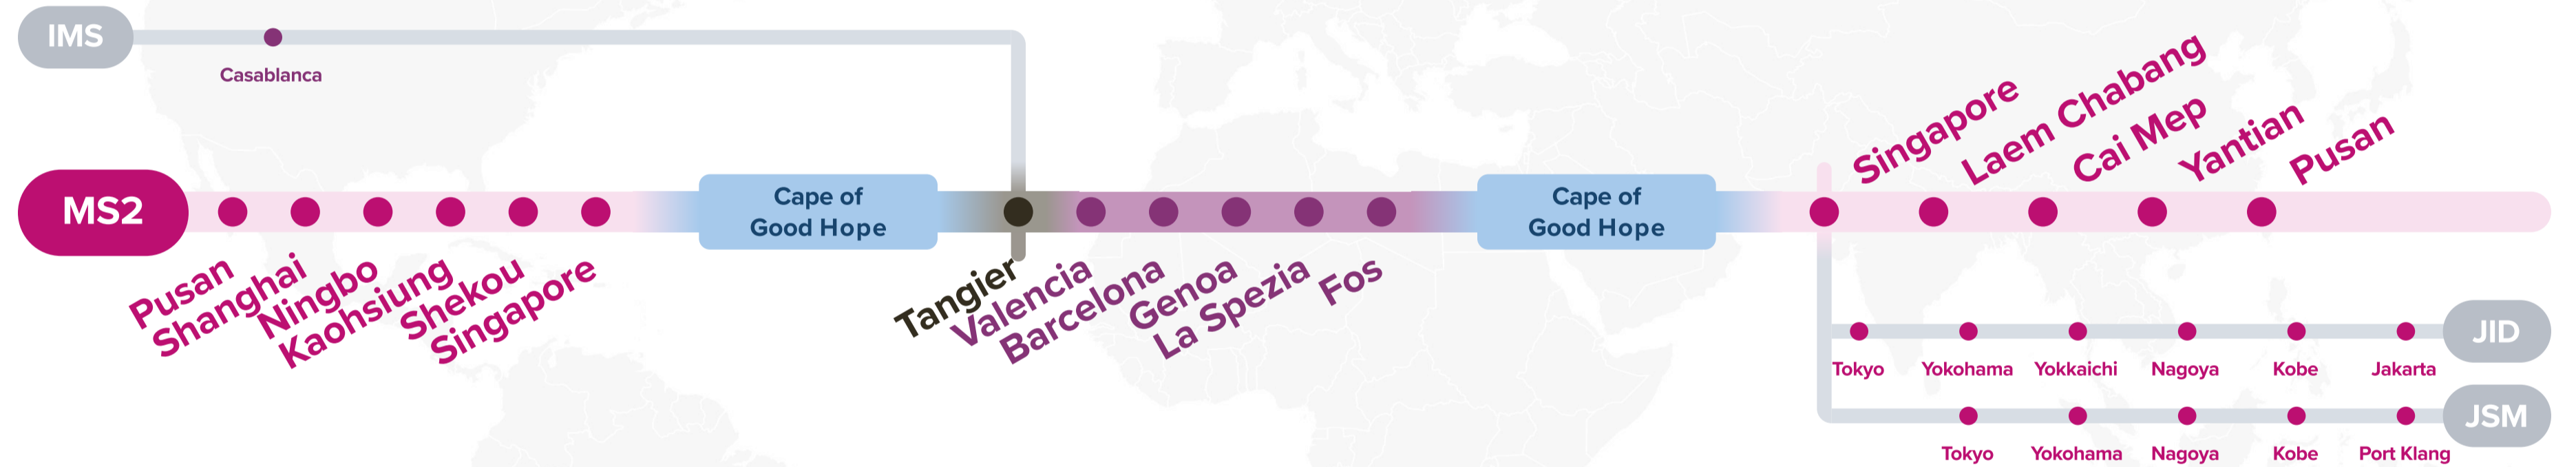 IMS
Casablanca
MS2
Pusan
Shanghai
Ningbo
Kaohsiung
Shekou
Singapore
Cape of
Good Hope
Tangier
Valencia
Barcelona
Genoa
La Spezia
Fos
Cape of
Good Hope
Singapore
Laem Chabang
Cai Mep
Yantian
Pusan
JID
Tokyo
Yokohama
Yokkaichi
Nagoya
Kobe
Jakarta
JSM
Tokyo
Yokohama
Nagoya
Kobe
Port Klang